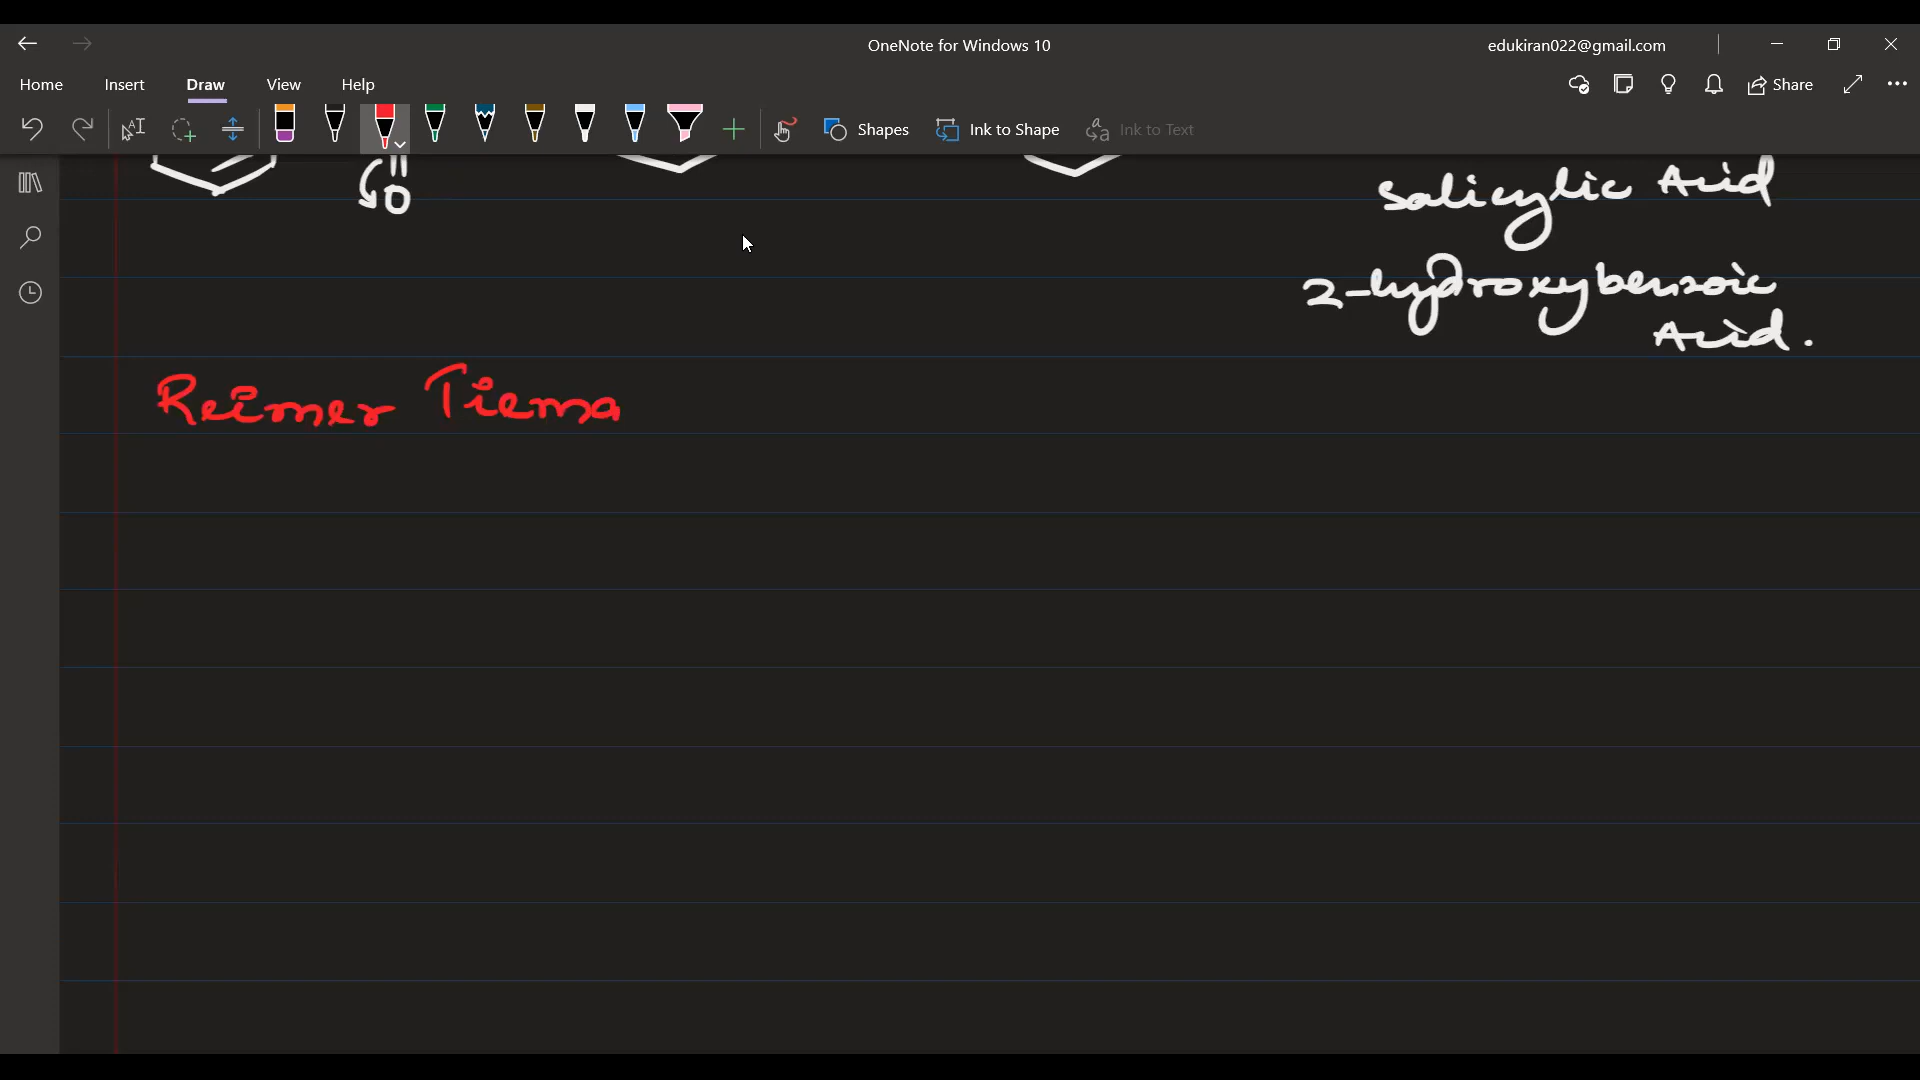 OneNote for Windows 10
edukiran022@gmail.com
Home Insert Draw View Help
Share
Shapes Ink to Shape Ink to Text
O
Salicylic Acid
2-hydroxybenzoic
Acid.
Reimer Tiema